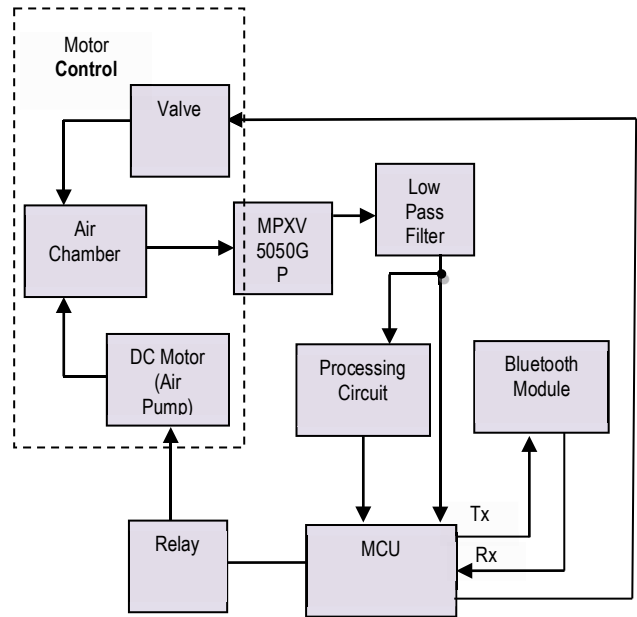 Motor
Control
Valve
Air
Chamber
MPXV
5050G
P
Low
Pass
Filter
DC Motor
(Air
Pump)
Processing
Circuit
Bluetooth
Module
Tx
Rx
Relay
MCU